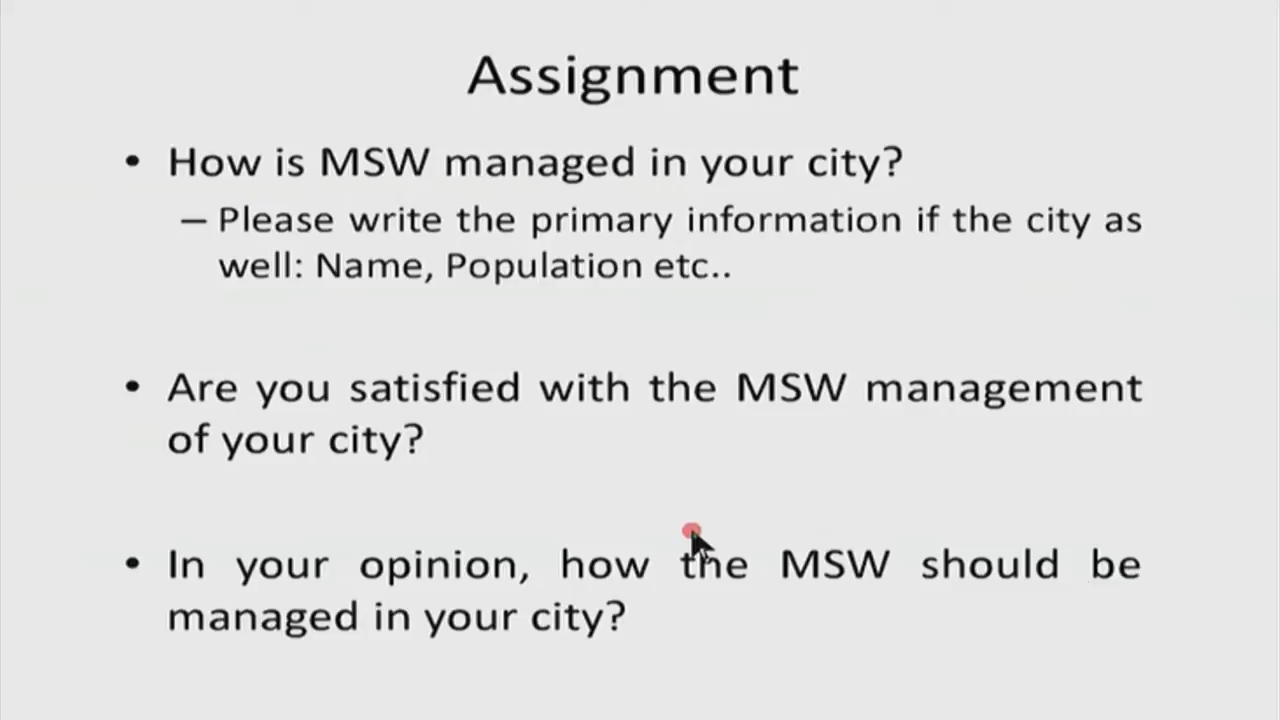 Assignment
• How is MSW managed in your city?
– Please write the primary information if the city as
well: Name, Population etc..
• Are you satisfied with the MSW management
of your city?
• In your opinion, how the MSW should be
managed in your city?